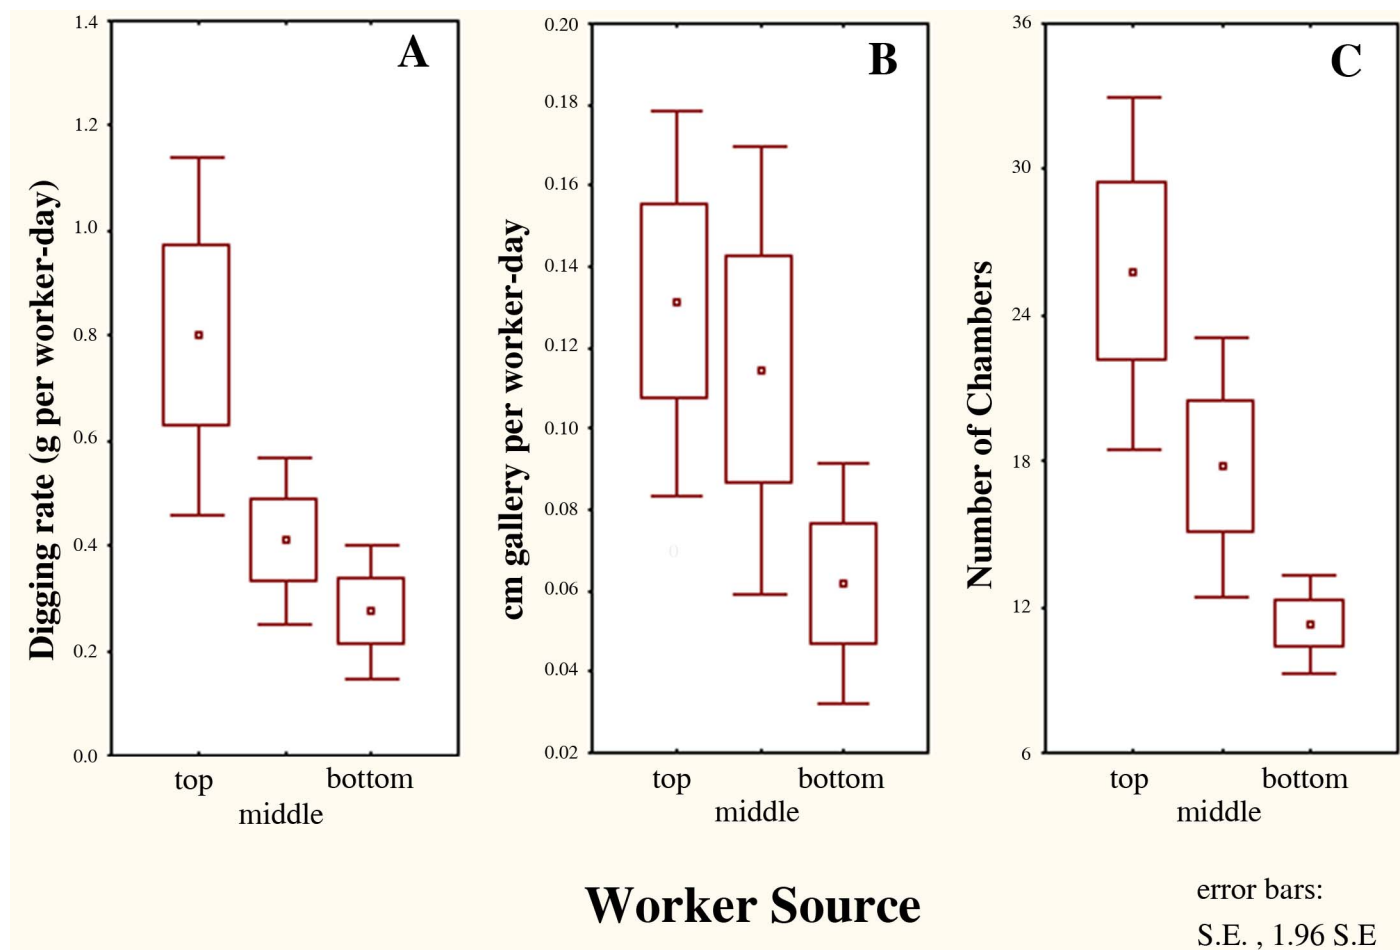 A
1.4
1.2
1.0
0.8
0.6
0.4
0.2
0.0
Digging rate (g per worker-day)
top
middle
bottom
B
0.20
0.18
0.16
0.14
0.12
0.10
0.08
0.06
0.04
0.02
cm gallery per worker-day
0
top
middle
bottom
C
36
30
24
18
12
6
Number of Chambers
top
middle
bottom
Worker Source
error bars:
S.E. , 1.96 S.E